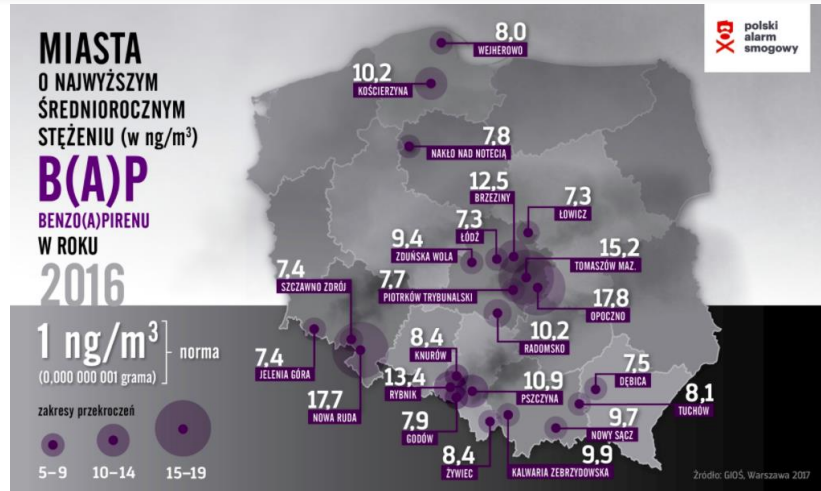 MIASTA
O NAJWYŻSZYM
ŚREDNIOROCZNYM
STĘŻENIU (w ng/m³)
B(A)P
BENZO(A)PIRENU
W ROKU
2016
1 ng/m³
(0,000 000 001 grama)
norma
zakresy przekroczeń
5–9
10–14
15–19
polski
alarm
smogowy
8,0
WEJHEROWO
10,2
KOŚCIERZYNA
7,8
NAKŁO NAD NOTECIĄ
12,5
BRZEZINY
7,3
ŁOWICZ
7,3
ŁÓDŹ
9,4
ZDUŃSKA WOLA
15,2
TOMASZÓW MAZ.
7,4
SZCZAWNO ZDRÓJ
7,7
PIOTRKÓW TRYBUNALSKI
17,8
OPOCZNO
10,2
RADOMSKO
8,4
KNURÓW
7,4
JELENIA GÓRA
7,5
DĘBICA
13,4
RYBNIK
10,9
PSZCZYNA
8,1
TUCHÓW
17,7
NOWA RUDA
7,9
GODÓW
9,7
NOWY SĄCZ
8,4
ŻYWIEC
9,9
KALWARIA ZEBRZYDOWSKA
Źródło: GIOŚ, Warszawa 2017